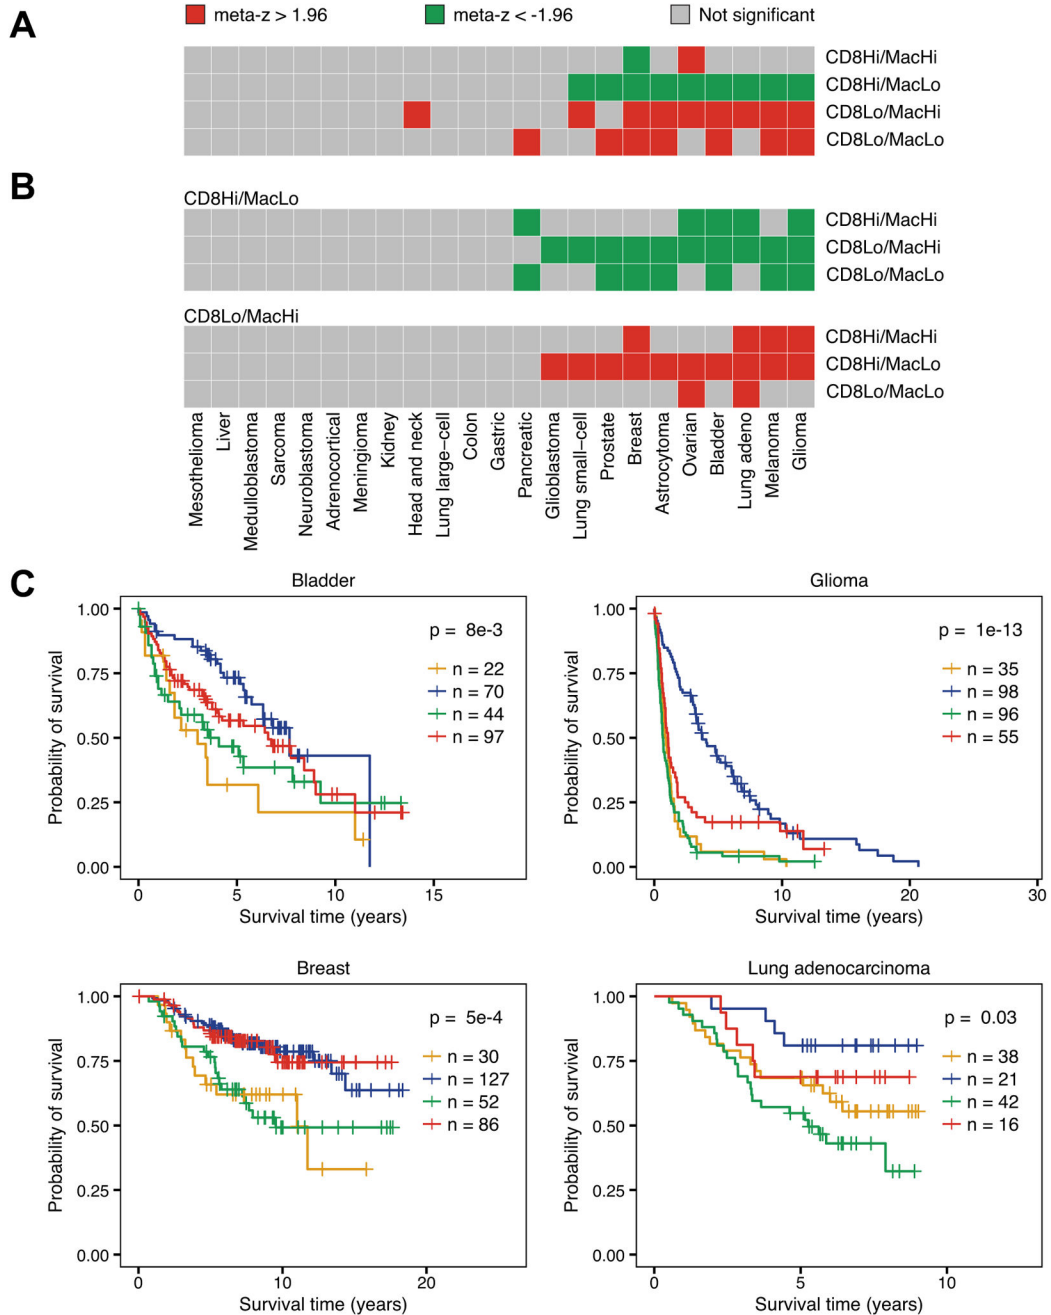 A
meta-z > 1.96
meta-z < -1.96
Not significant
CD8Hi/MacHi
CD8Hi/MacLo
CD8Lo/MacHi
CD8Lo/MacLo
B
CD8Hi/MacLo
CD8Hi/MacHi
CD8Lo/MacHi
CD8Lo/MacLo
CD8Lo/MacHi
CD8Hi/MacHi
CD8Hi/MacLo
CD8Lo/MacLo
Mesothelioma
Liver
Medulloblastoma
Sarcoma
Neuroblastoma
Adrenocortical
Meningioma
Kidney
Head and neck
Lung large-cell
Colon
Gastric
Pancreatic
Glioblastoma
Lung small-cell
Prostate
Breast
Astrocytoma
Ovarian
Bladder
Lung adeno
Melanoma
Glioma
C
Bladder
Probability of survival
1.00
0.75
0.50
0.25
0.00
p = 8e-3
n = 22
n = 70
n = 44
n = 97
0 5 10 15
Survival time (years)
Glioma
Probability of survival
1.00
0.75
0.50
0.25
0.00
p = 1e-13
n = 35
n = 98
n = 96
n = 55
0 10 20 30
Survival time (years)
Breast
Probability of survival
1.00
0.75
0.50
0.25
0.00
p = 5e-4
n = 30
n = 127
n = 52
n = 86
0 10 20
Survival time (years)
Lung adenocarcinoma
Probability of survival
1.00
0.75
0.50
0.25
0.00
p = 0.03
n = 38
n = 21
n = 42
n = 16
0 5 10
Survival time (years)